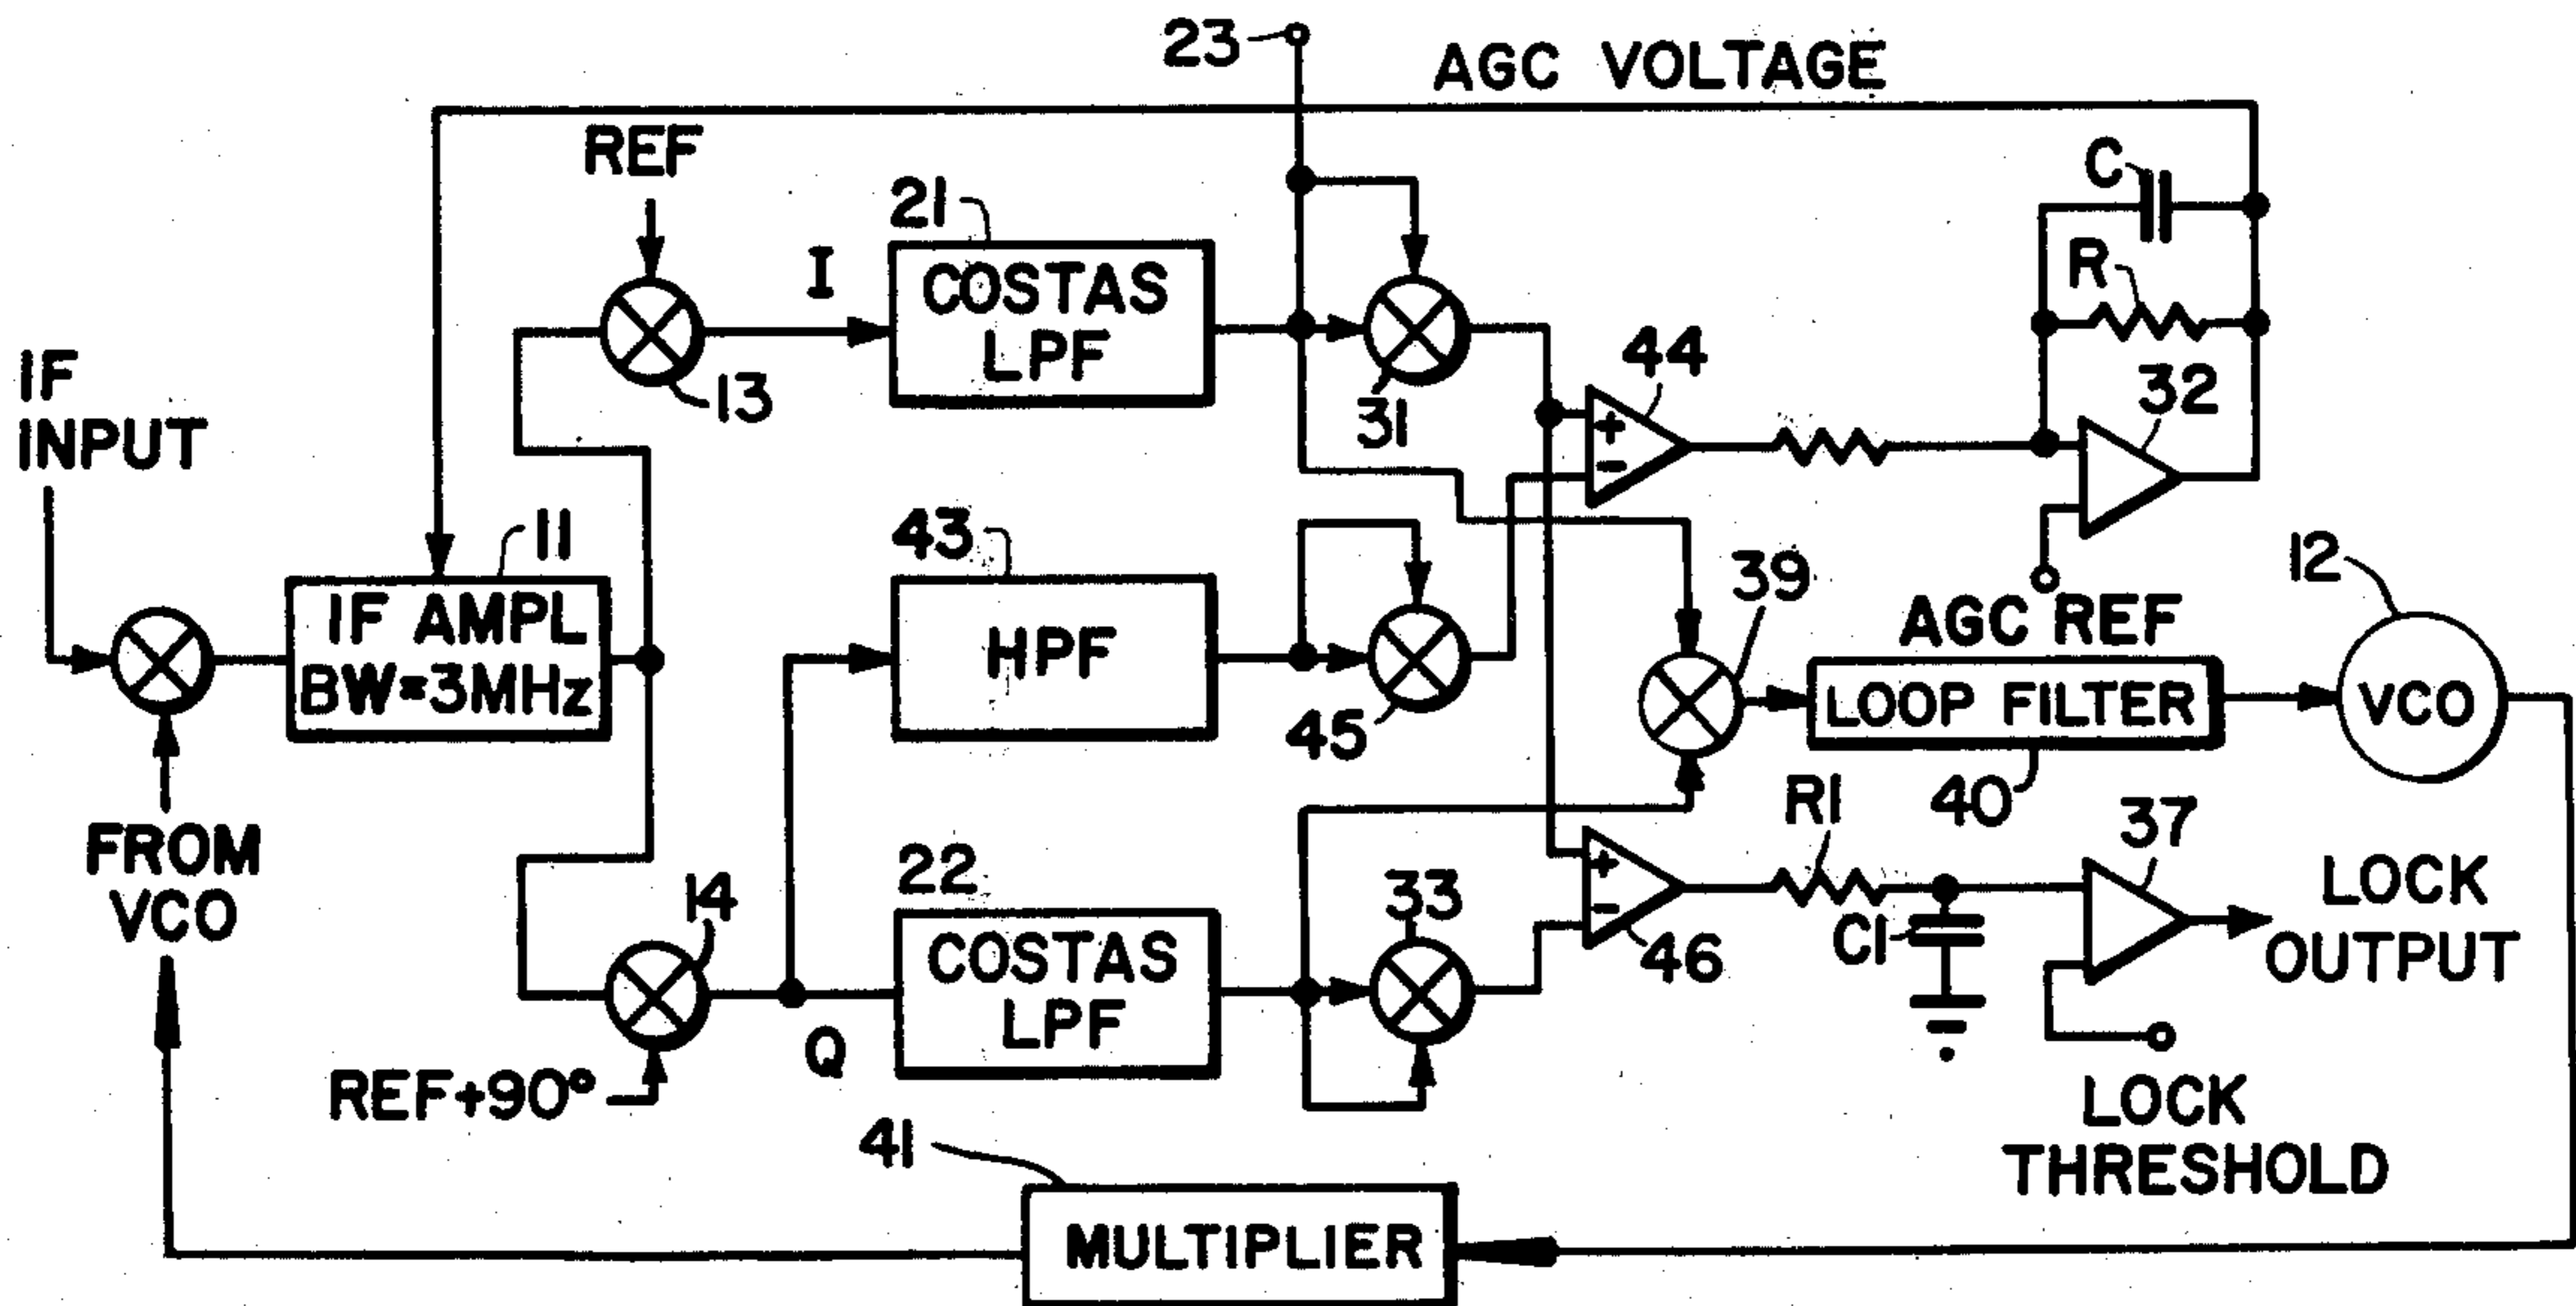 23
AGC VOLTAGE
REF
C
21
I
COSTAS
LPF
R
13
31
44
32
IF
INPUT
11
43
39
12
IF AMPL
BW=3MHz
HPF
45
AGC REF
LOOP FILTER
VCO
40
R1
37
FROM
VCO
14
22
33
COSTAS
LPF
C1
46
LOCK
OUTPUT
Q
REF+90°
LOCK
THRESHOLD
41
MULTIPLIER
+
-
+
-